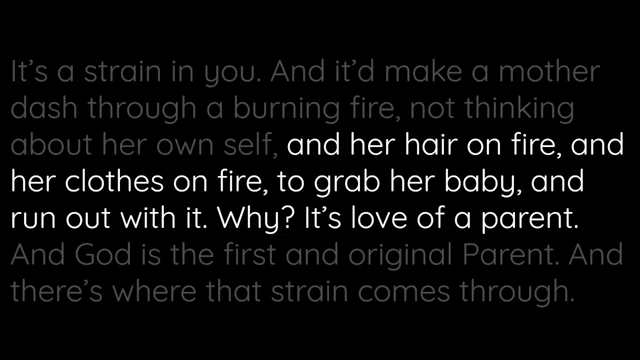 It’s a strain in you. And it’d make a mother
dash through a burning fire, not thinking
about her own self, and her hair on fire, and
her clothes on fire, to grab her baby, and
run out with it. Why? It’s love of a parent.
And God is the first and original Parent. And
there’s where that strain comes through.